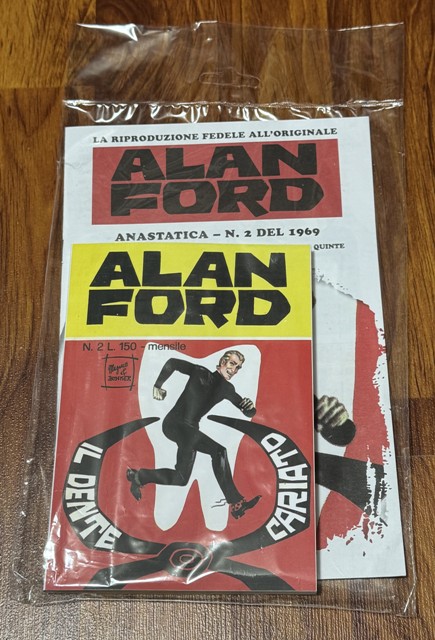 LA RIPRODUZIONE FEDELE ALL'ORIGINALE
ALAN
FORD
ANASTATICA – N. 2 DEL 1969
QUINTE
ALAN
FORD
N. 2 L. 150 - mensile
IL DENTE
CARIATO